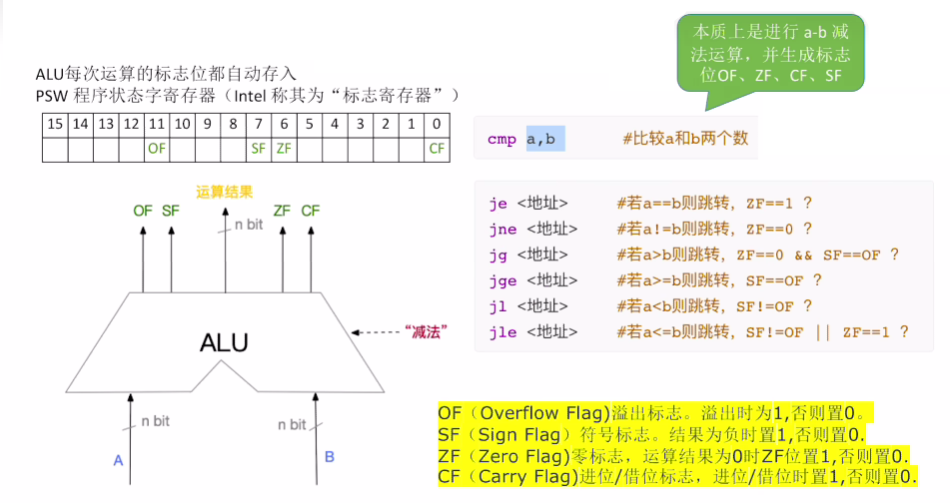 本质上是进行 a-b 减
法运算，并生成标志
位OF、ZF、CF、SF
ALU每次运算的标志位都自动存入
PSW 程序状态字寄存器（Intel 称其为“标志寄存器”）
15 14 13 12 11 10 9 8 7 6 5 4 3 2 1 0
OF SF ZF CF
cmp a,b #比较a和b两个数
运算结果
OF SF ZF CF
n bit
je <地址> #若a==b则跳转，ZF==1 ？
jne <地址> #若a!=b则跳转，ZF==0 ？
jg <地址> #若a>b则跳转，ZF==0 && SF==OF ？
jge <地址> #若a>=b则跳转，SF==OF ？
jl <地址> #若a<b则跳转，SF!=OF ？
jle <地址> #若a<=b则跳转，SF!=OF || ZF==1 ？
ALU
“减法”
n bit
n bit
A
B
OF（Overflow Flag)溢出标志。溢出时为1,否则置0。
SF（Sign Flag）符号标志。结果为负时置1,否则置0.
ZF（Zero Flag)零标志，运算结果为0时ZF位置1,否则置0.
CF（Carry Flag)进位/借位标志，进位/借位时置1,否则置0.